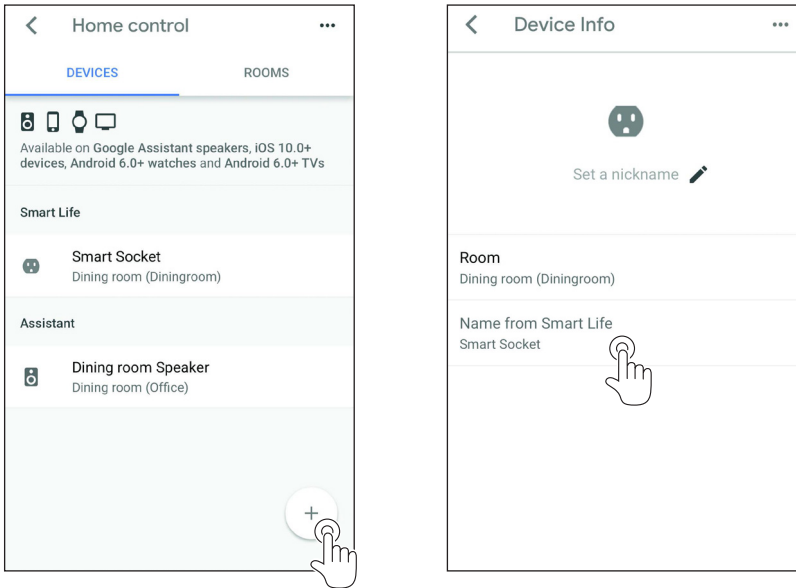 Home control
DEVICES ROOMS
Available on Google Assistant speakers, iOS 10.0+
devices, Android 6.0+ watches and Android 6.0+ TVs
Smart Life
Smart Socket
Dining room (Diningroom)
Assistant
Dining room Speaker
Dining room (Office)
Device Info
Set a nickname
Room
Dining room (Diningroom)
Name from Smart Life
Smart Socket